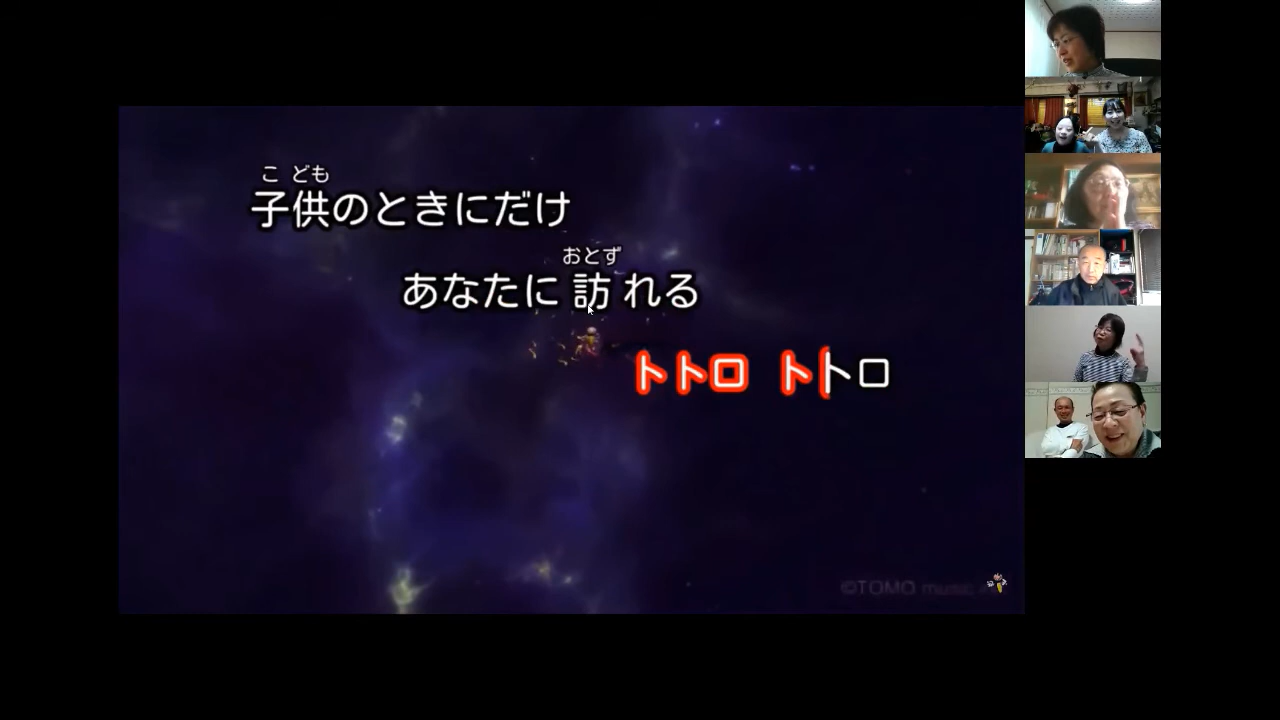 こ ども
子供のときにだけ
おとず
あなたに 訪 れる
トトロ トトロ
©TOMO music